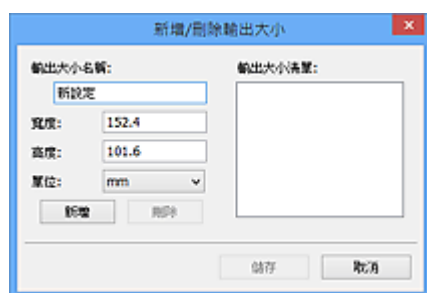 新增/刪除輸出大小
輸出大小名稱:
輸出大小清單:
新設定
寬度:
152.4
高度:
101.6
單位:
mm
新增
刪除
儲存
取消